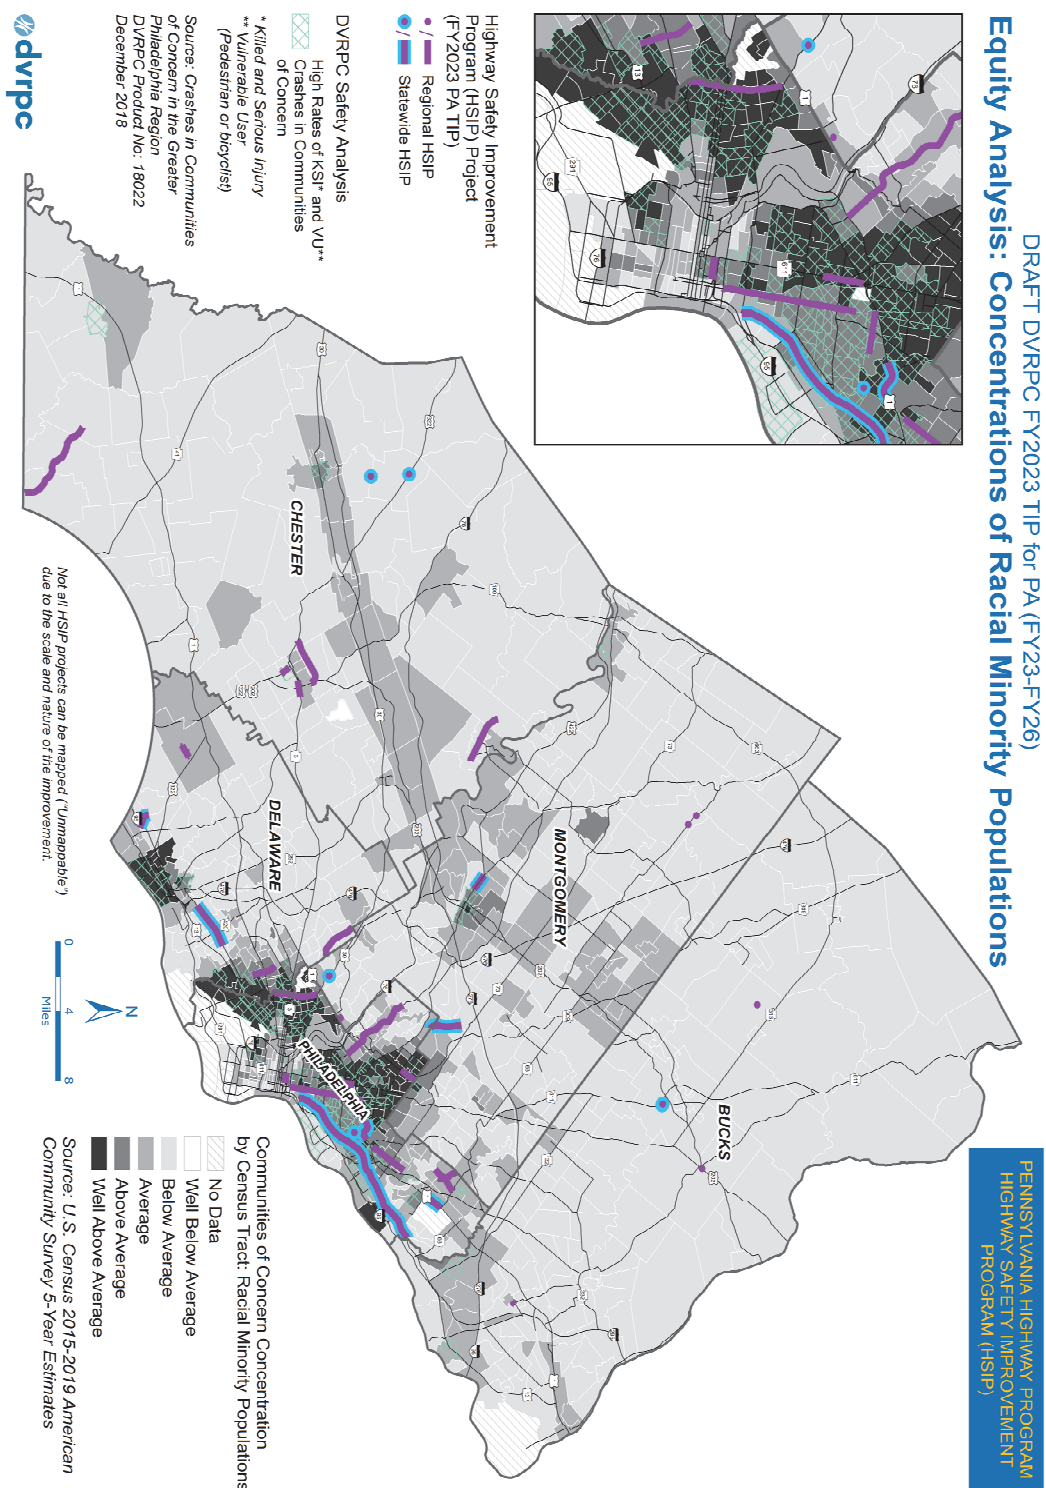 DRAFT DVRPC FY2023 TIP for PA (FY23-FY26)
Equity Analysis: Concentrations of Racial Minority Populations
PENNSYLVANIA HIGHWAY PROGRAM
HIGHWAY SAFETY IMPROVEMENT
PROGRAM (HSIP)
Highway Safety Improvement
Program (HSIP) Project
(FY2023 PA TIP)
Regional HSIP
Statewide HSIP
DVRPC Safety Analysis
High Rates of KSI* and VU**
Crashes in Communities
of Concern
* Killed and Serious Injury
** Vulnerable User
(Pedestrian or bicyclist)
Source: Crashes in Communities
of Concern in the Greater
Philadelphia Region
DVRPC Product No: 18022
December 2018
dvrpc
CHESTER
DELAWARE
MONTGOMERY
PHILADELPHIA
BUCKS
Not all HSIP projects can be mapped ("Unmappable")
due to the scale and nature of the improvement.
0 4 8
Miles
N
Communities of Concern Concentration
by Census Tract: Racial Minority Populations
No Data
Well Below Average
Below Average
Average
Above Average
Well Above Average
Source: U.S. Census 2015-2019 American
Community Survey 5-Year Estimates